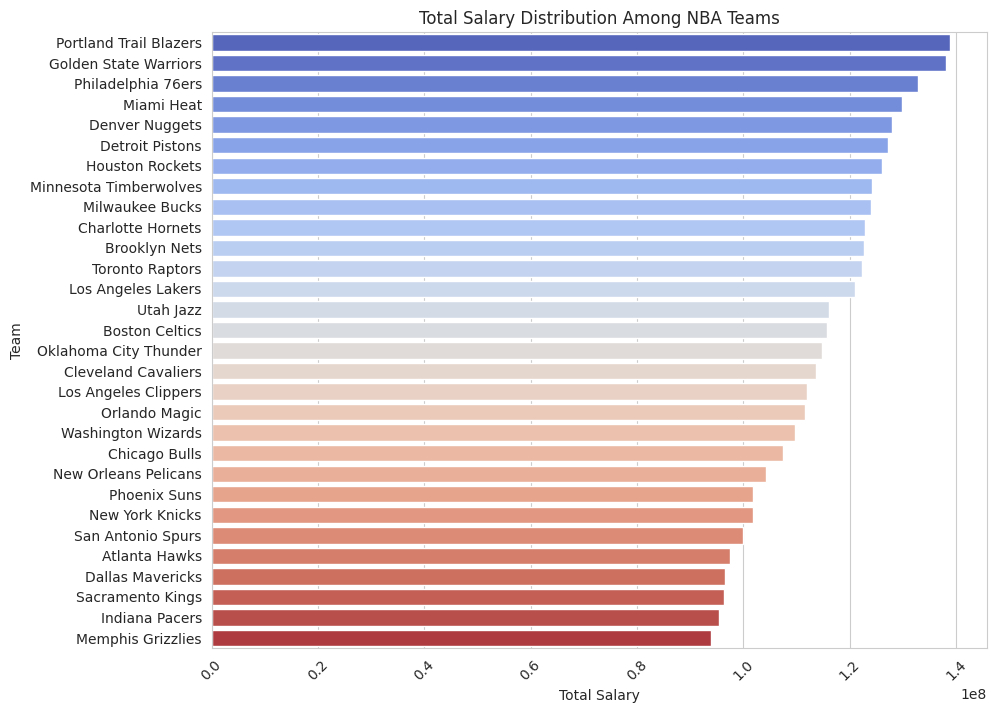 Total Salary Distribution Among NBA Teams
Portland Trail Blazers
Golden State Warriors
Philadelphia 76ers
Miami Heat
Denver Nuggets
Detroit Pistons
Houston Rockets
Minnesota Timberwolves
Milwaukee Bucks
Charlotte Hornets
Brooklyn Nets
Toronto Raptors
Los Angeles Lakers
Utah Jazz
Boston Celtics
Oklahoma City Thunder
Cleveland Cavaliers
Los Angeles Clippers
Orlando Magic
Washington Wizards
Chicago Bulls
New Orleans Pelicans
Phoenix Suns
New York Knicks
San Antonio Spurs
Atlanta Hawks
Dallas Mavericks
Sacramento Kings
Indiana Pacers
Memphis Grizzlies
Team
0.0 0.2 0.4 0.6 0.8 1.0 1.2 1.4
1e8
Total Salary